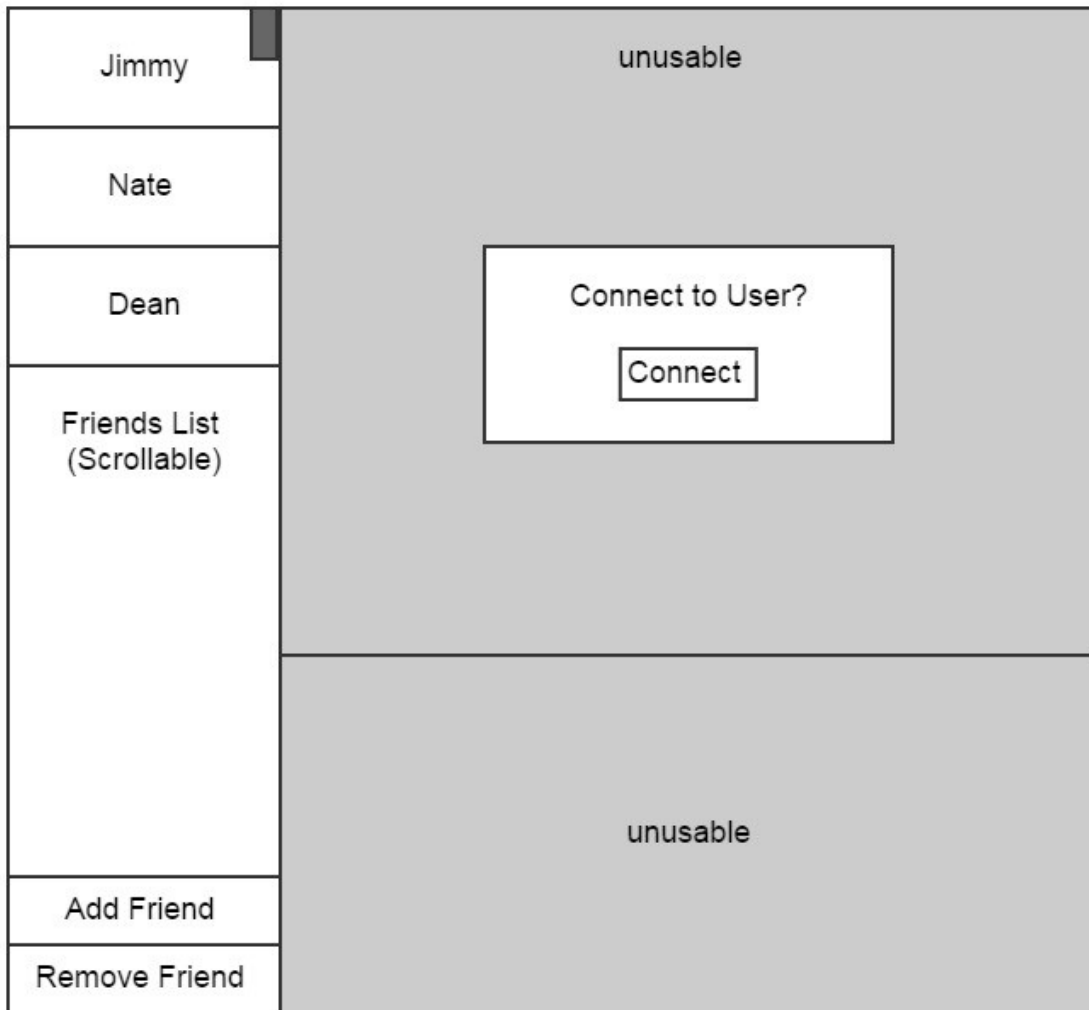 Jimmy
Nate
Dean
Friends List
(Scrollable)
Add Friend
Remove Friend
unusable
Connect to User?
Connect
unusable